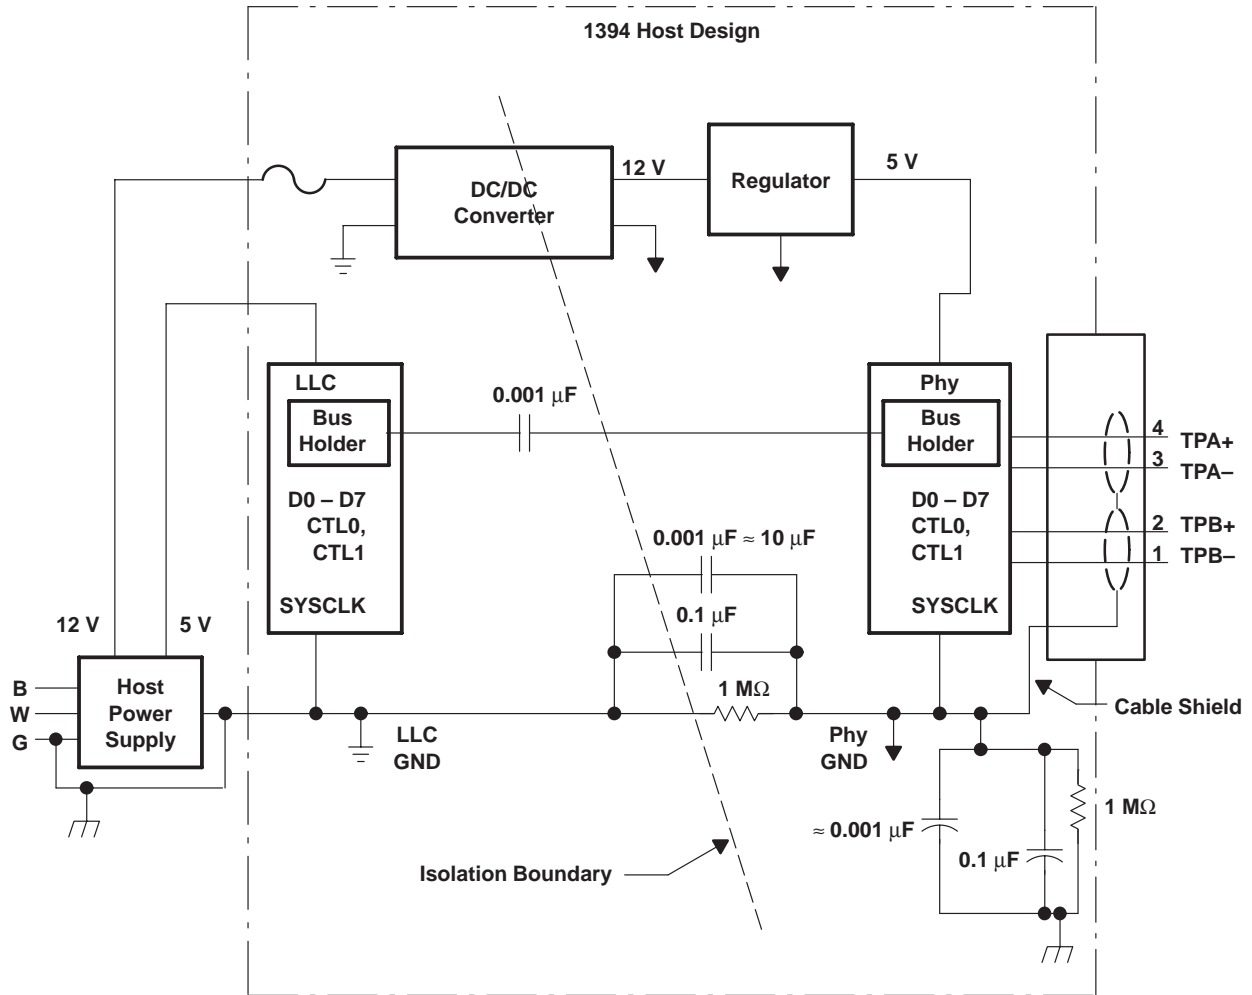 1394 Host Design
DC/DC
Converter
12 V
Regulator
5 V
LLC
Bus
Holder
D0 – D7
CTL0,
CTL1
SYSCLK
0.001 μF
Phy
Bus
Holder
D0 – D7
CTL0,
CTL1
SYSCLK
4
TPA+
3
TPA–
2
TPB+
1
TPB–
0.001 μF ≈ 10 μF
0.1 μF
1 MΩ
12 V
5 V
B
W
G
Host
Power
Supply
LLC
GND
Phy
GND
Cable Shield
≈ 0.001 μF
0.1 μF
1 MΩ
Isolation Boundary